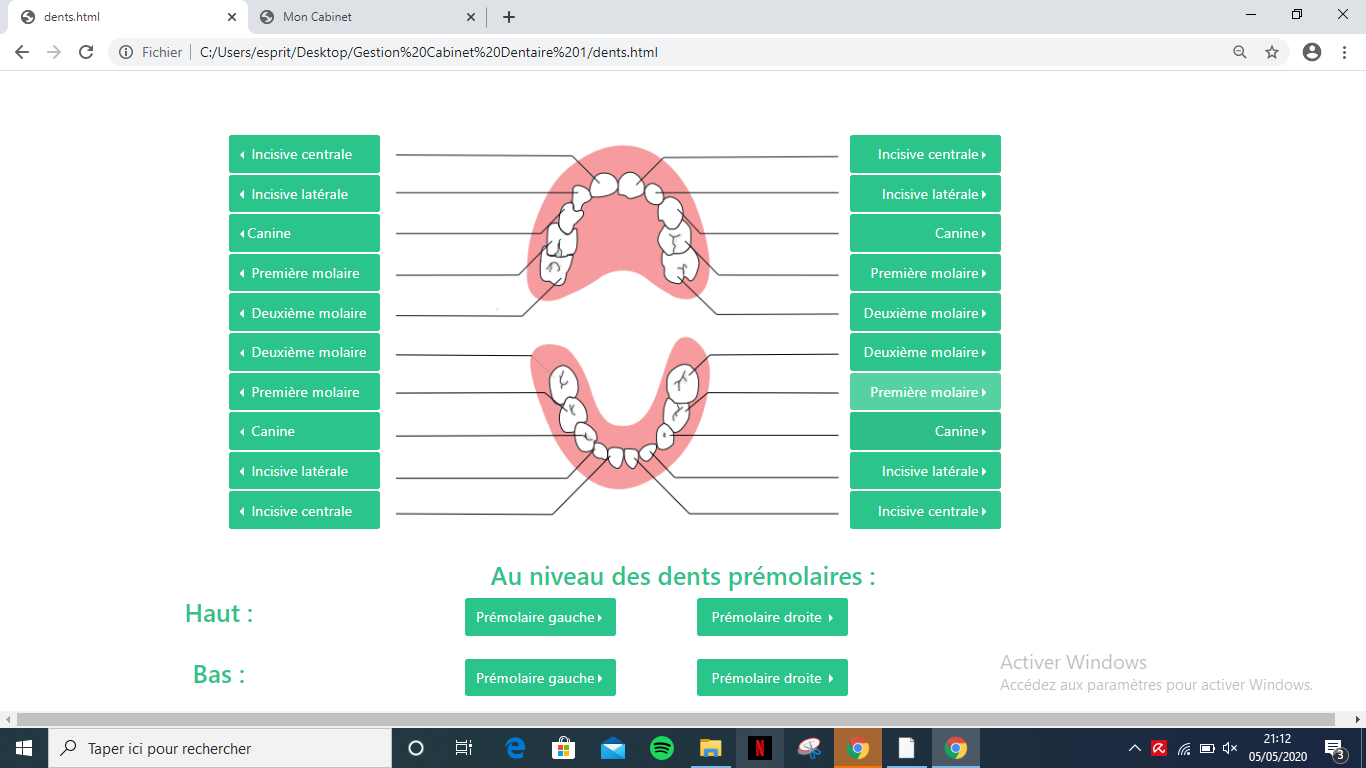 dents.html
Mon Cabinet
Fichier
C:/Users/esprit/Desktop/Gestion%20Cabinet%20Dentaire%201/dents.html
Incisive centrale
Incisive centrale
Incisive latérale
Incisive latérale
Canine
Canine
Première molaire
Première molaire
Deuxième molaire
Deuxième molaire
Deuxième molaire
Deuxième molaire
Première molaire
Première molaire
Canine
Canine
Incisive latérale
Incisive latérale
Incisive centrale
Incisive centrale
Au niveau des dents prémolaires :
Haut :
Prémolaire gauche
Prémolaire droite
Bas :
Prémolaire gauche
Prémolaire droite
Activer Windows
Accédez aux paramètres pour activer Windows.
Taper ici pour rechercher
N
21:12
05/05/2020
3